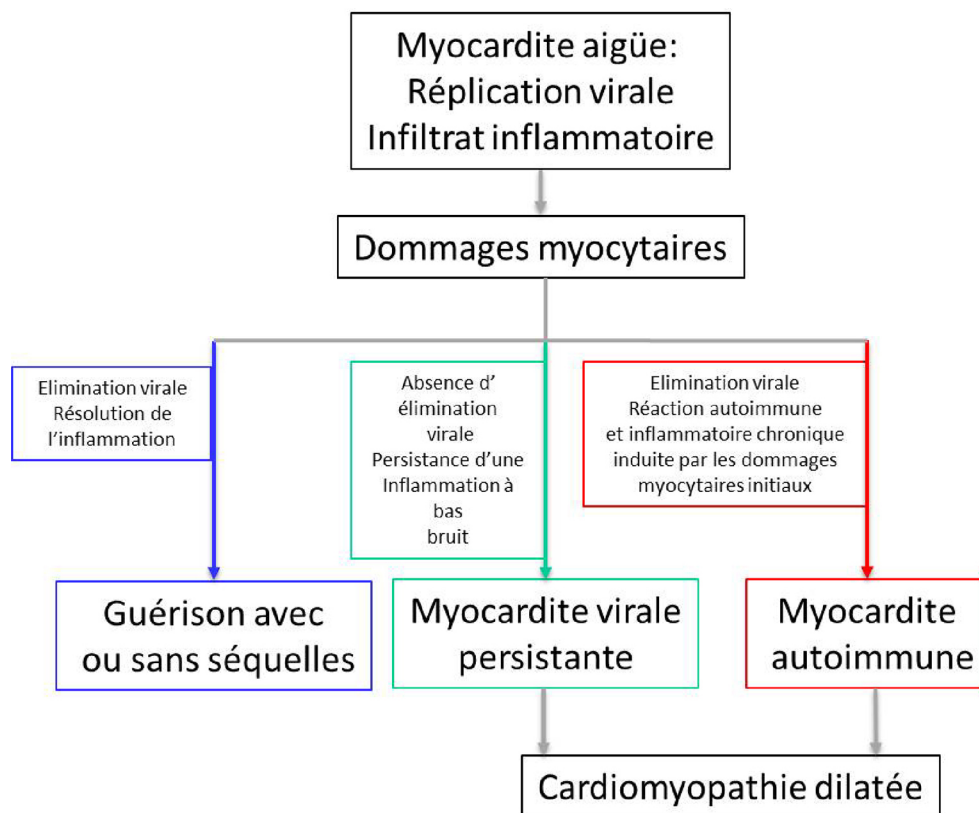 Myocardite aigüe:
Réplication virale
Infiltrat inflammatoire
Dommages myocytaires
Elimination virale
Résolution de
l'inflammation
Absence d'
élimination
virale
Persistance d'une
Inflammation à
bas
bruit
Elimination virale
Réaction autoimmune
et inflammatoire chronique
induite par les dommages
myocytaires initiaux
Guérison avec
ou sans séquelles
Myocardite virale
persistante
Myocardite
autoimmune
Cardiomyopathie dilatée